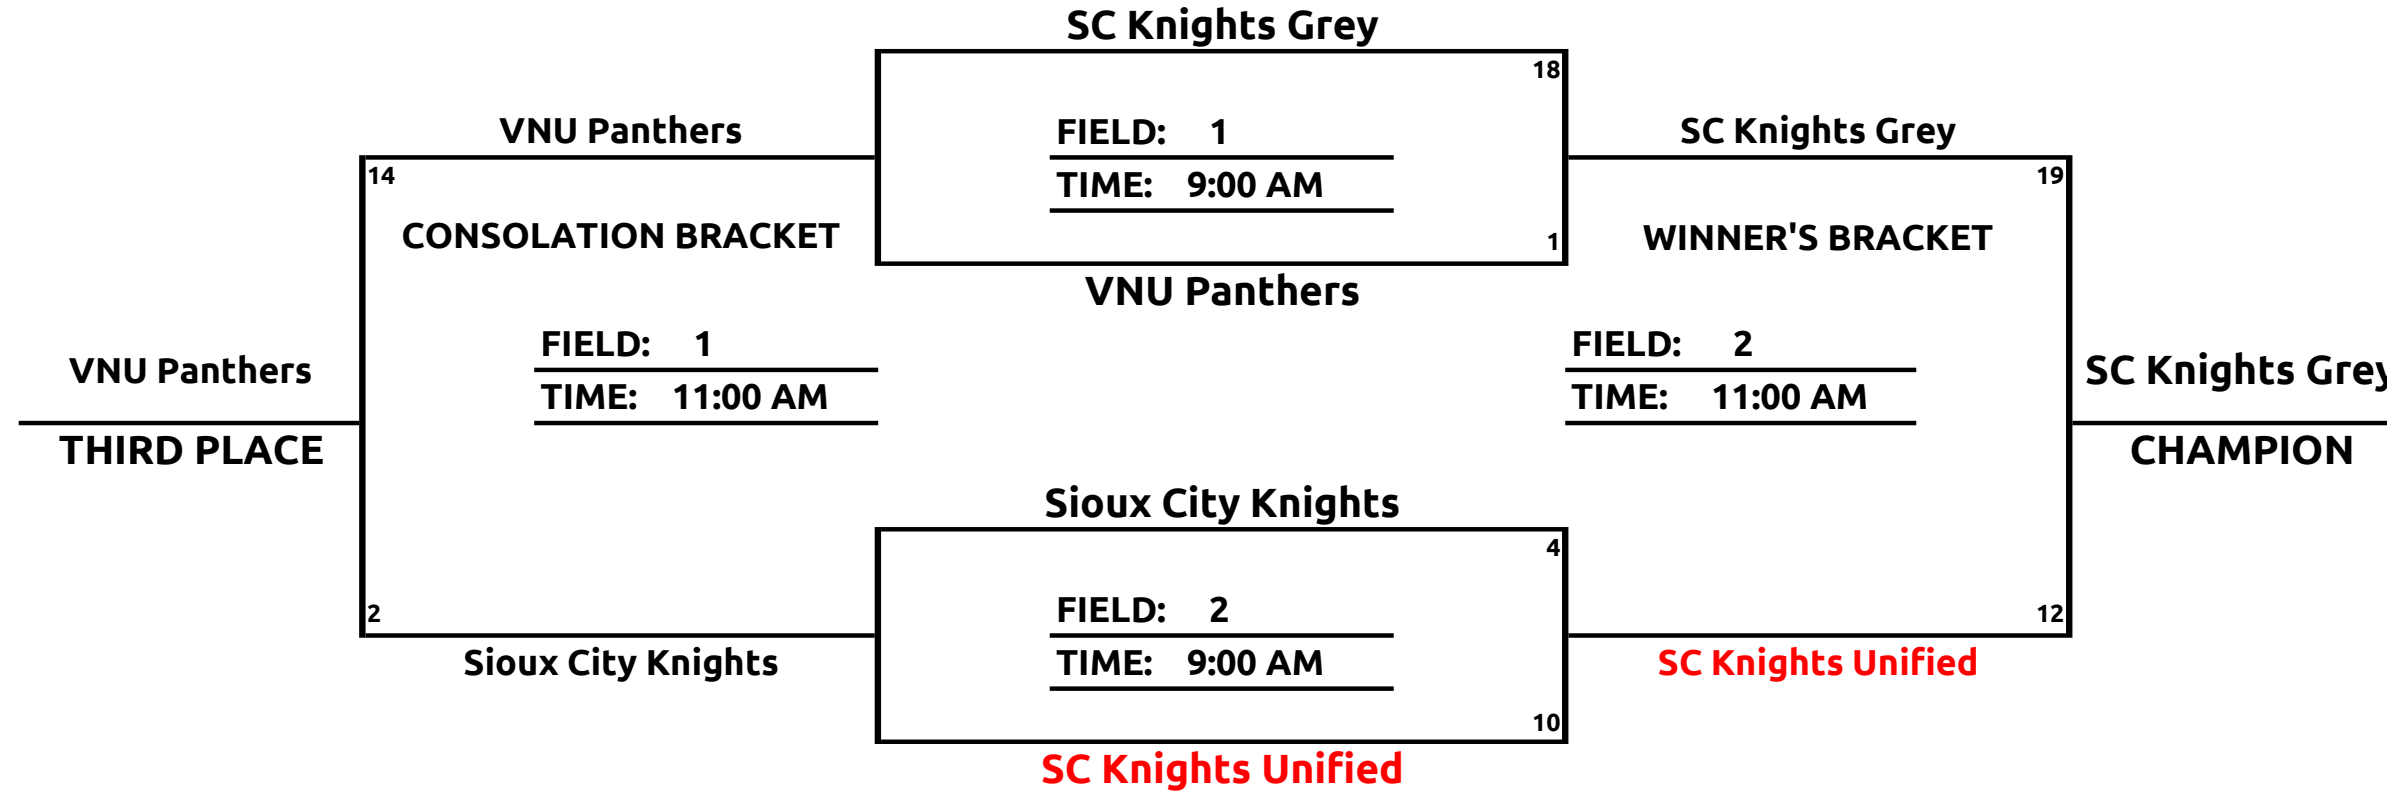 SC Knights Grey
18
VNU Panthers
FIELD: 1
SC Knights Grey
14
TIME: 9:00 AM
19
CONSOLATION BRACKET
1
WINNER'S BRACKET
VNU Panthers
FIELD: 1
FIELD: 2
VNU Panthers
SC Knights Grey
TIME: 11:00 AM
TIME: 11:00 AM
THIRD PLACE
CHAMPION
Sioux City Knights
4
FIELD: 2
2
12
Sioux City Knights
TIME: 9:00 AM
SC Knights Unified
10
SC Knights Unified